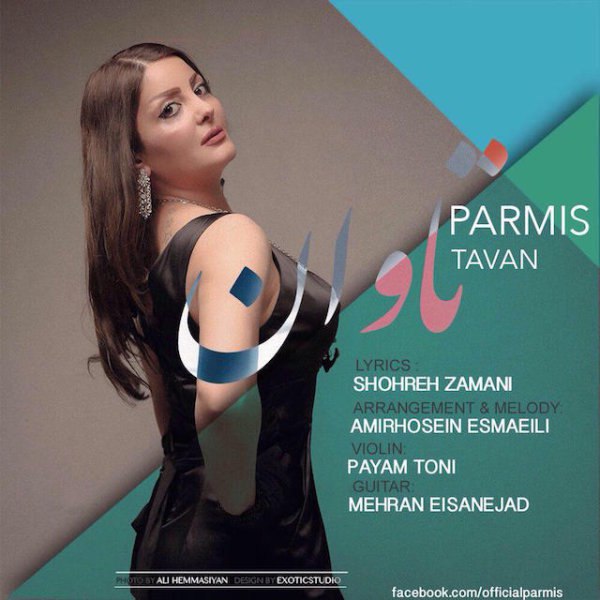 تاوان
PARMIS
TAVAN
LYRICS :
SHOHREH ZAMANI
ARRANGEMENT & MELODY:
AMIRHOSEIN ESMAEILI
VIOLIN:
PAYAM TONI
GUITAR:
MEHRAN EISANEJAD
PHOTO BY ALI HEMMASIYAN DESIGN BY EXOTICSTUDIO
facebook.com/officialparmis